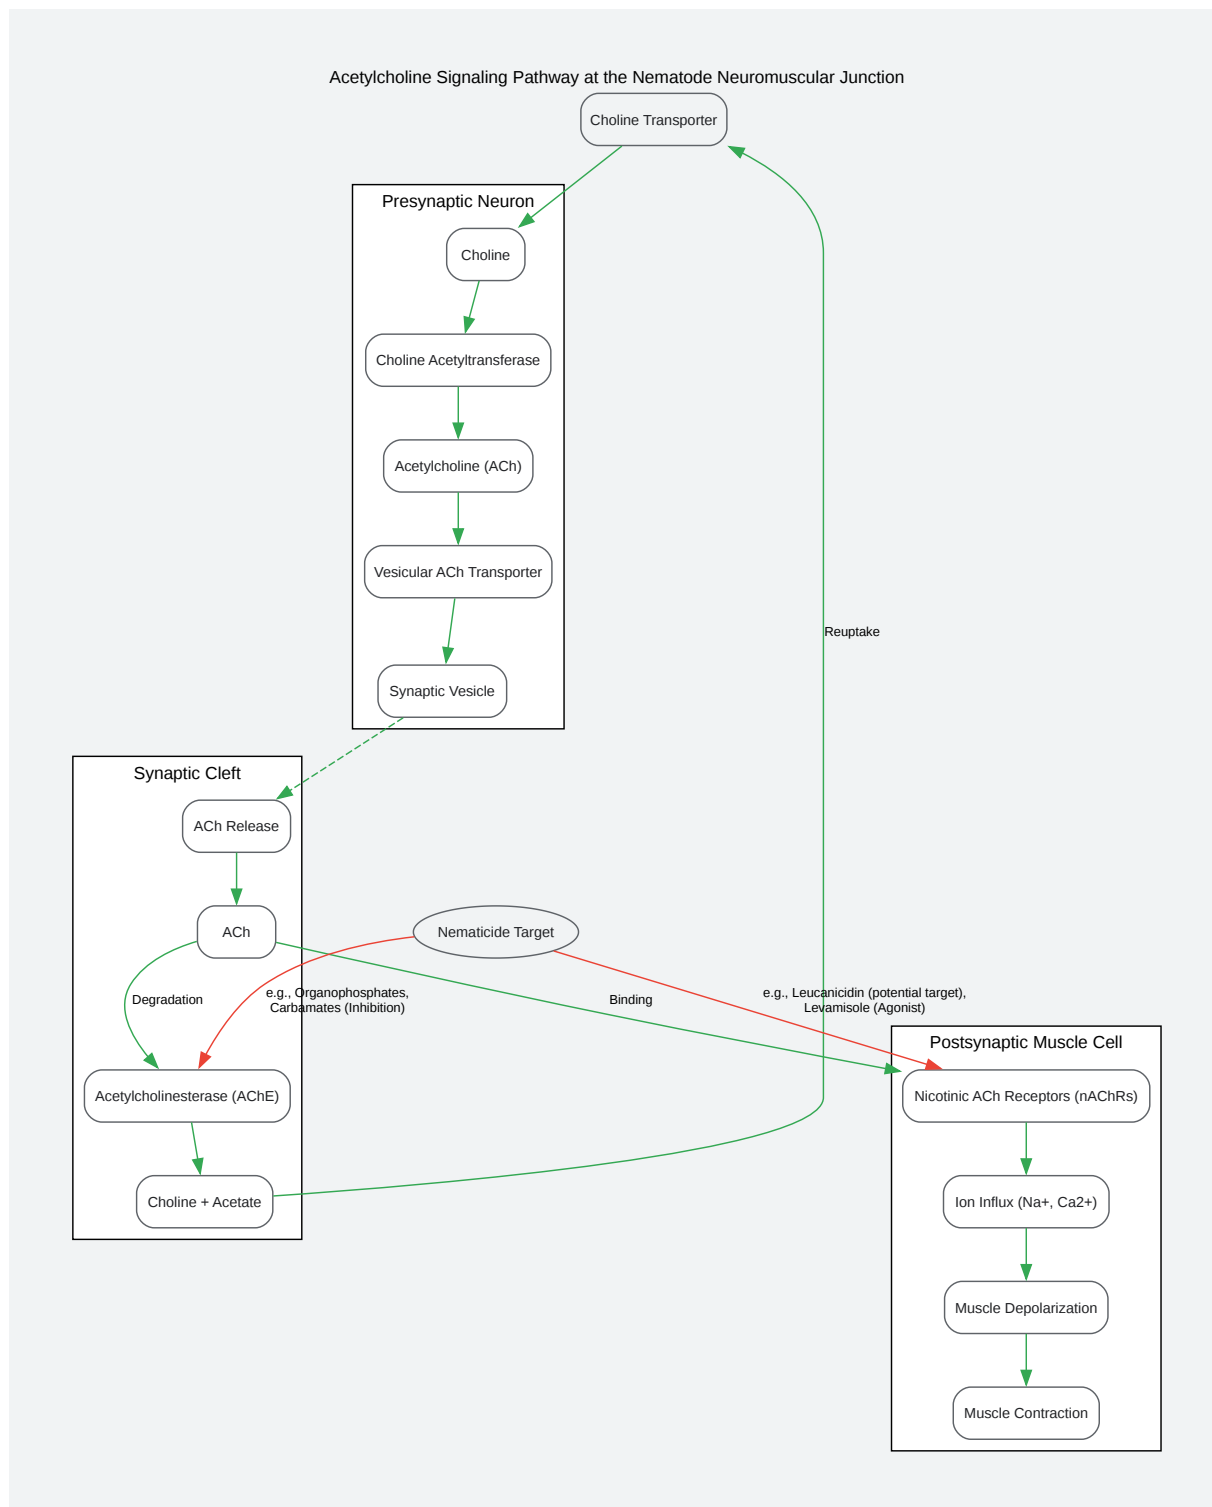 Acetylcholine Signaling Pathway at the Nematode Neuromuscular Junction
Choline Transporter
Presynaptic Neuron
Choline
Choline Acetyltransferase
Acetylcholine (ACh)
Vesicular ACh Transporter
Synaptic Vesicle
Reuptake
Synaptic Cleft
ACh Release
ACh
Nematicide Target
Degradation
e.g., Organophosphates,
Carbamates (Inhibition)
Binding
e.g., Leucanicidin (potential target),
Levamisole (Agonist)
Acetylcholinesterase (AChE)
Choline + Acetate
Postsynaptic Muscle Cell
Nicotinic ACh Receptors (nAChRs)
Ion Influx (Na+, Ca2+)
Muscle Depolarization
Muscle Contraction